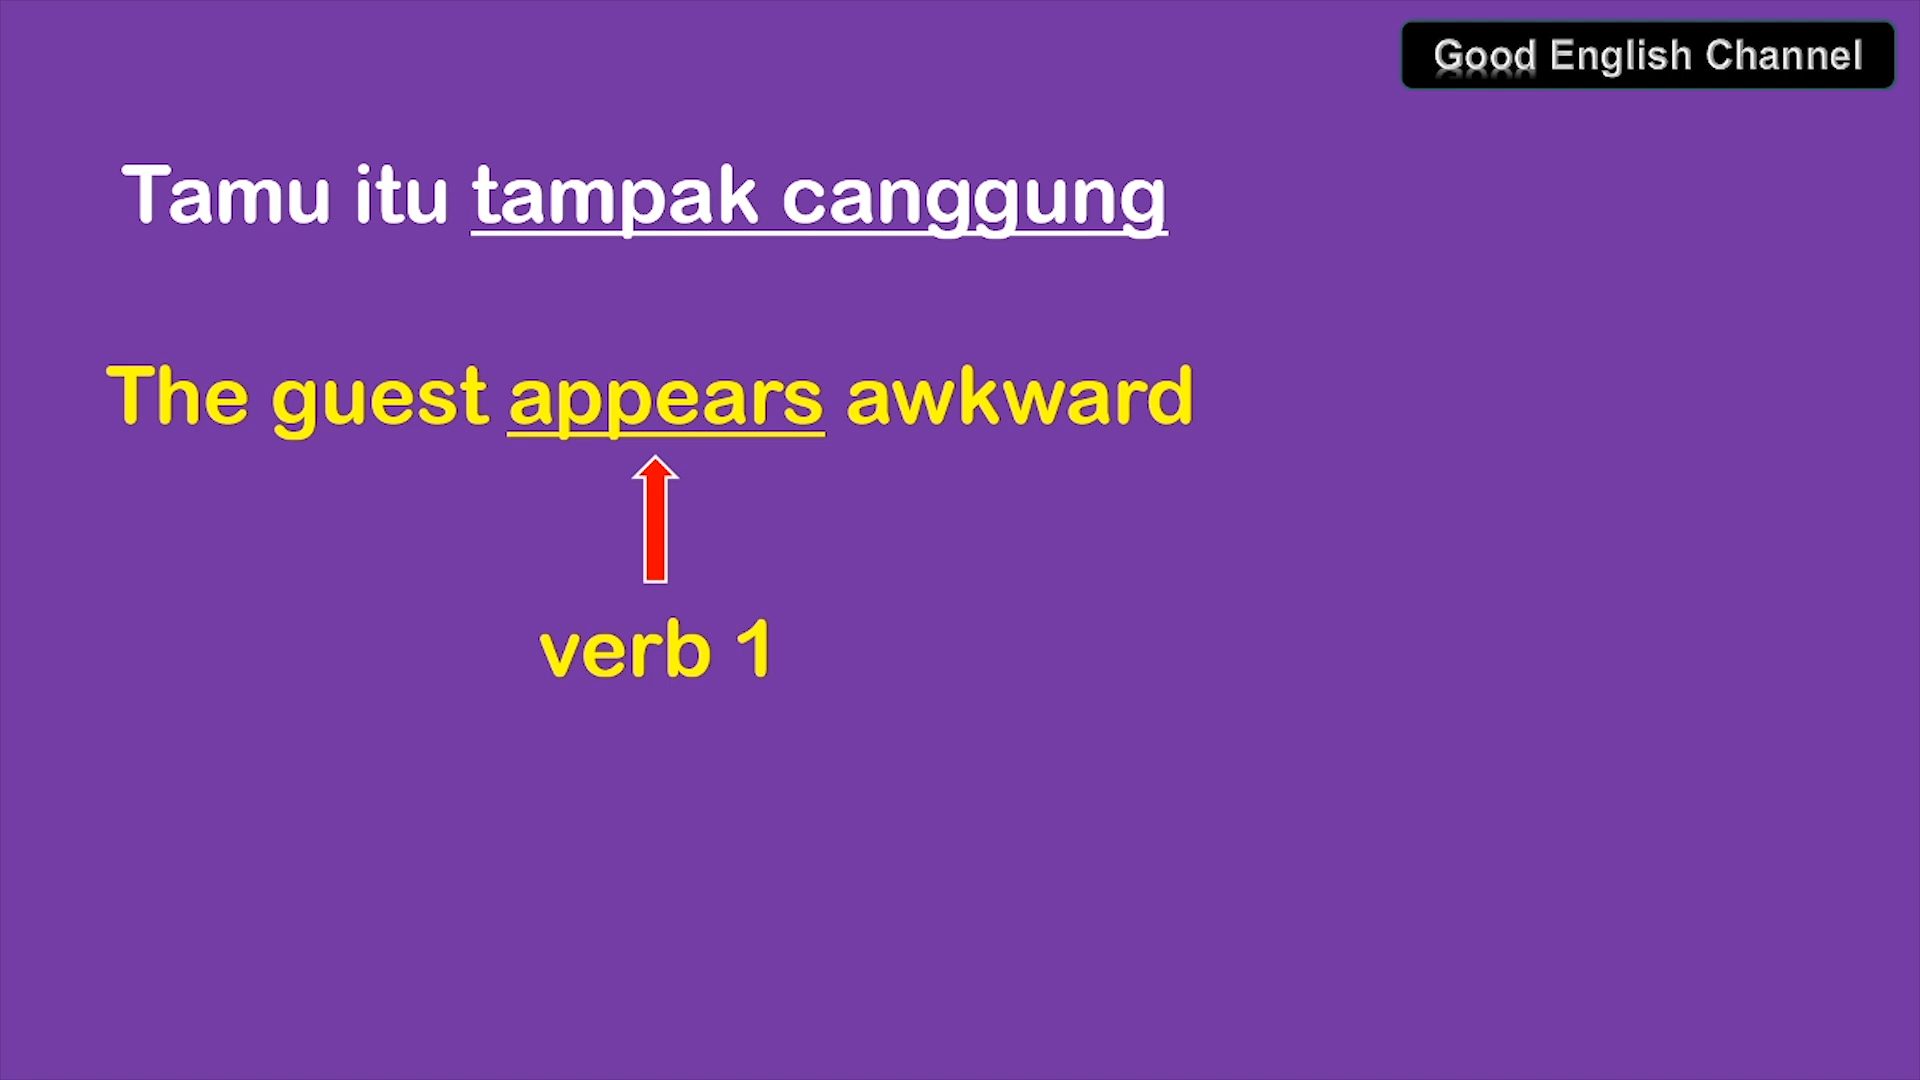 Good English Channel
Tamu itu tampak canggung
The guest appears awkward
verb 1